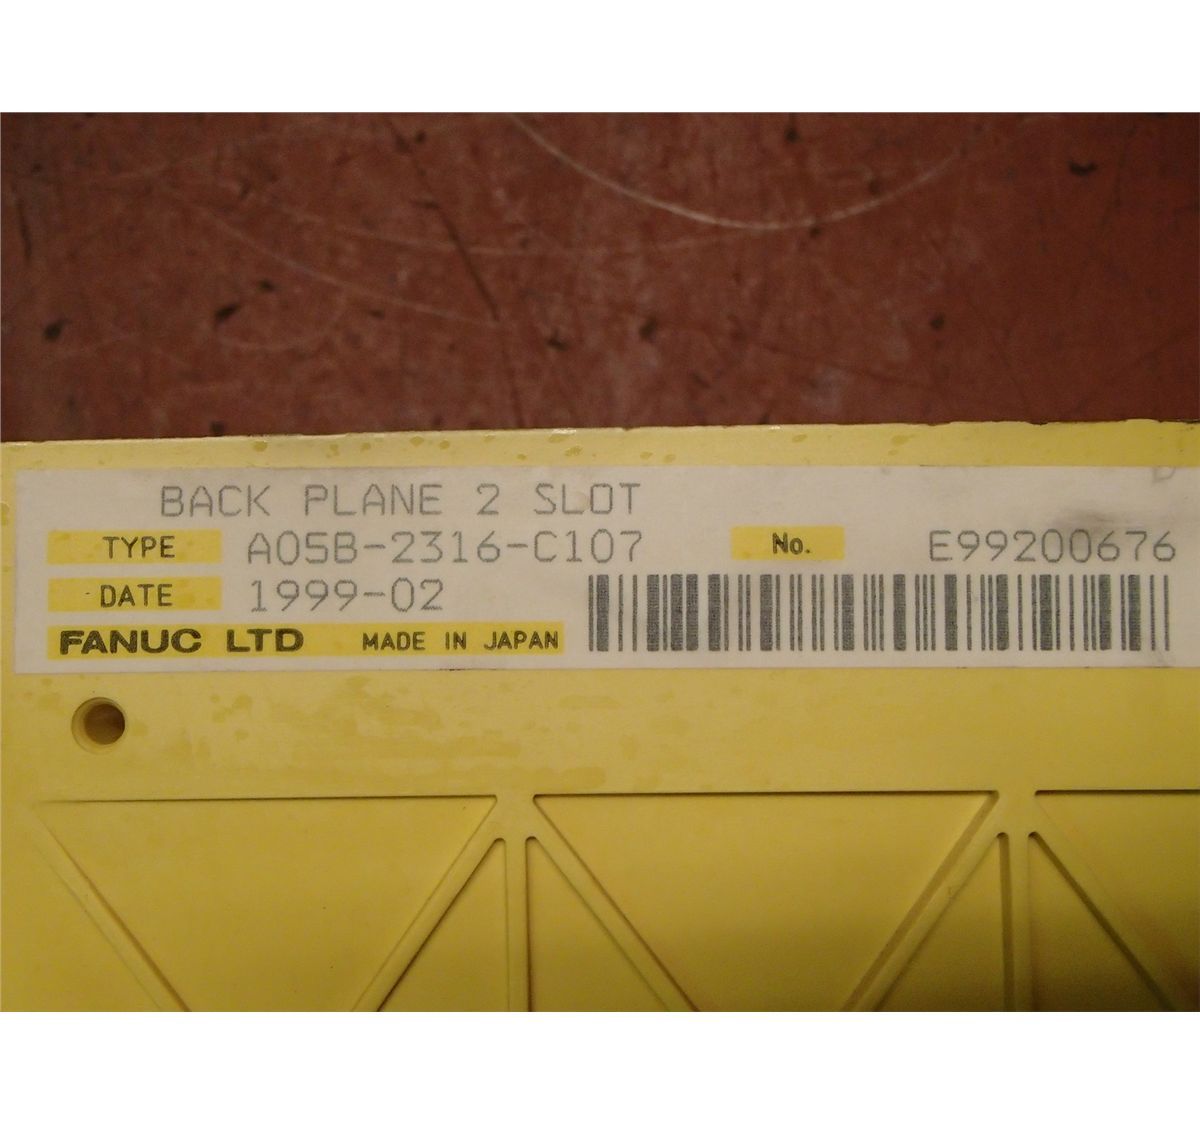 BACK PLANE 2 SLOT
TYPE A05B-2316-C107 No. E99200676
DATE 1999-02
FANUC LTD MADE IN JAPAN